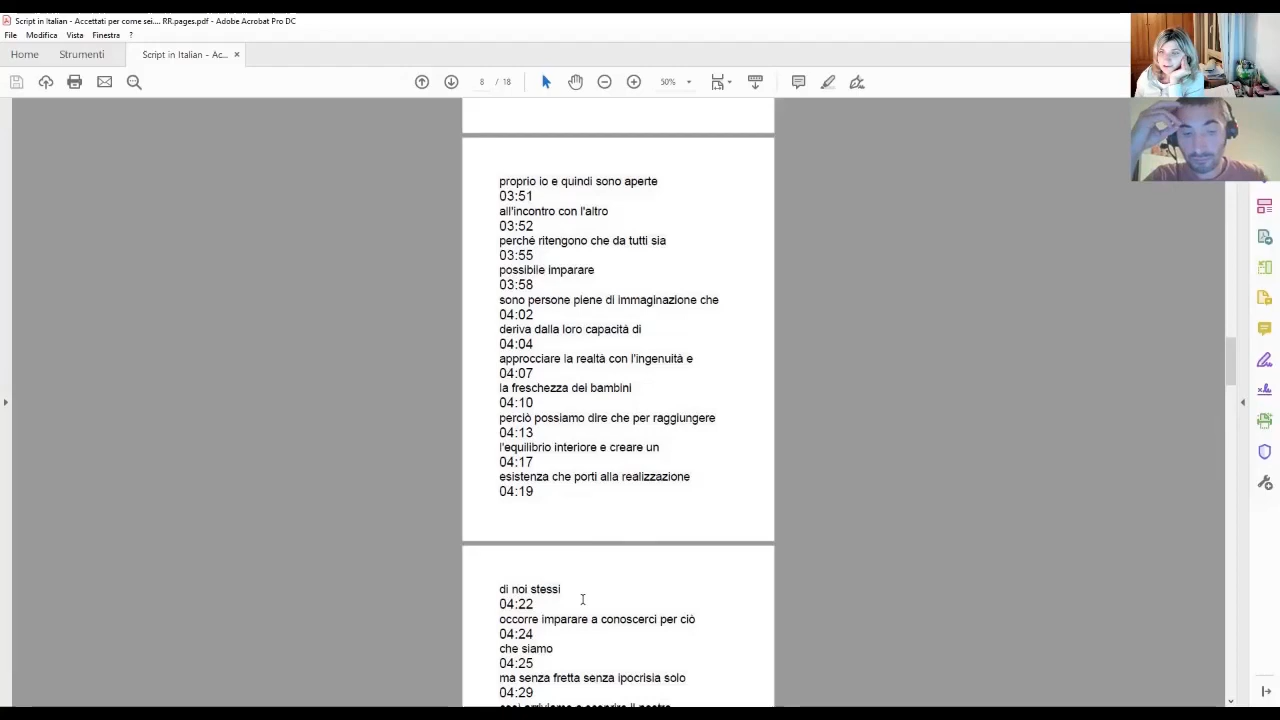 Script in Italian - Accettati per come sei.... RR.pages.pdf - Adobe Acrobat Pro DC
File Modifica Vista Finestra ?
Home Strumenti Script in Italian - Ac... ×
8 / 18 50%
proprio io e quindi sono aperte
03:51
all'incontro con l'altro
03:52
perché ritengono che da tutti sia
03:55
possibile imparare
03:58
sono persone piene di immaginazione che
04:02
deriva dalla loro capacità di
04:04
approcciare la realtà con l'ingenuità e
04:07
la freschezza dei bambini
04:10
perciò possiamo dire che per raggiungere
04:13
l'equilibrio interiore e creare un
04:17
esistenza che porti alla realizzazione
04:19
di noi stessi
04:22
occorre imparare a conoscerci per ciò
04:24
che siamo
04:25
ma senza fretta senza ipocrisia solo
04:29
così arriviamo a scoprire il nostro